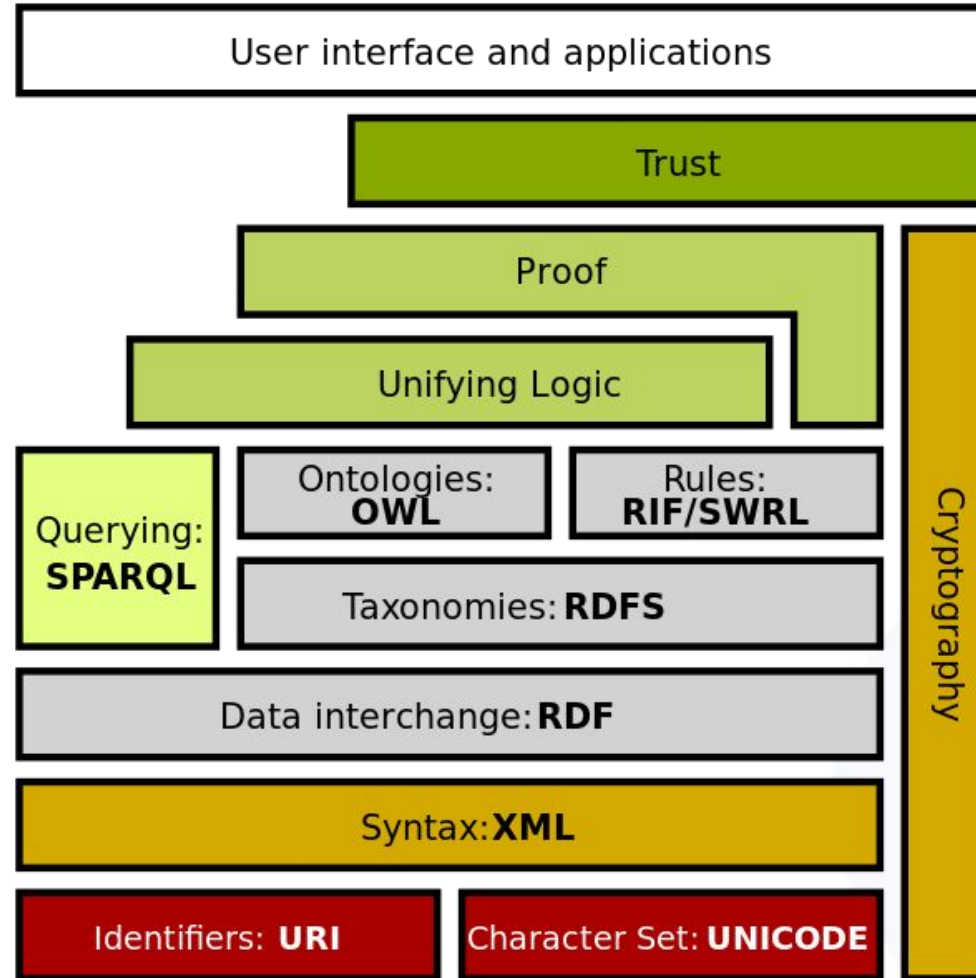 User interface and applications
Trust
Proof
Unifying Logic
Ontologies:
OWL
Rules:
RIF/SWRL
Querying:
SPARQL
Taxonomies: RDFS
Cryptography
Data interchange: RDF
Syntax: XML
Identifiers: URI
Character Set: UNICODE